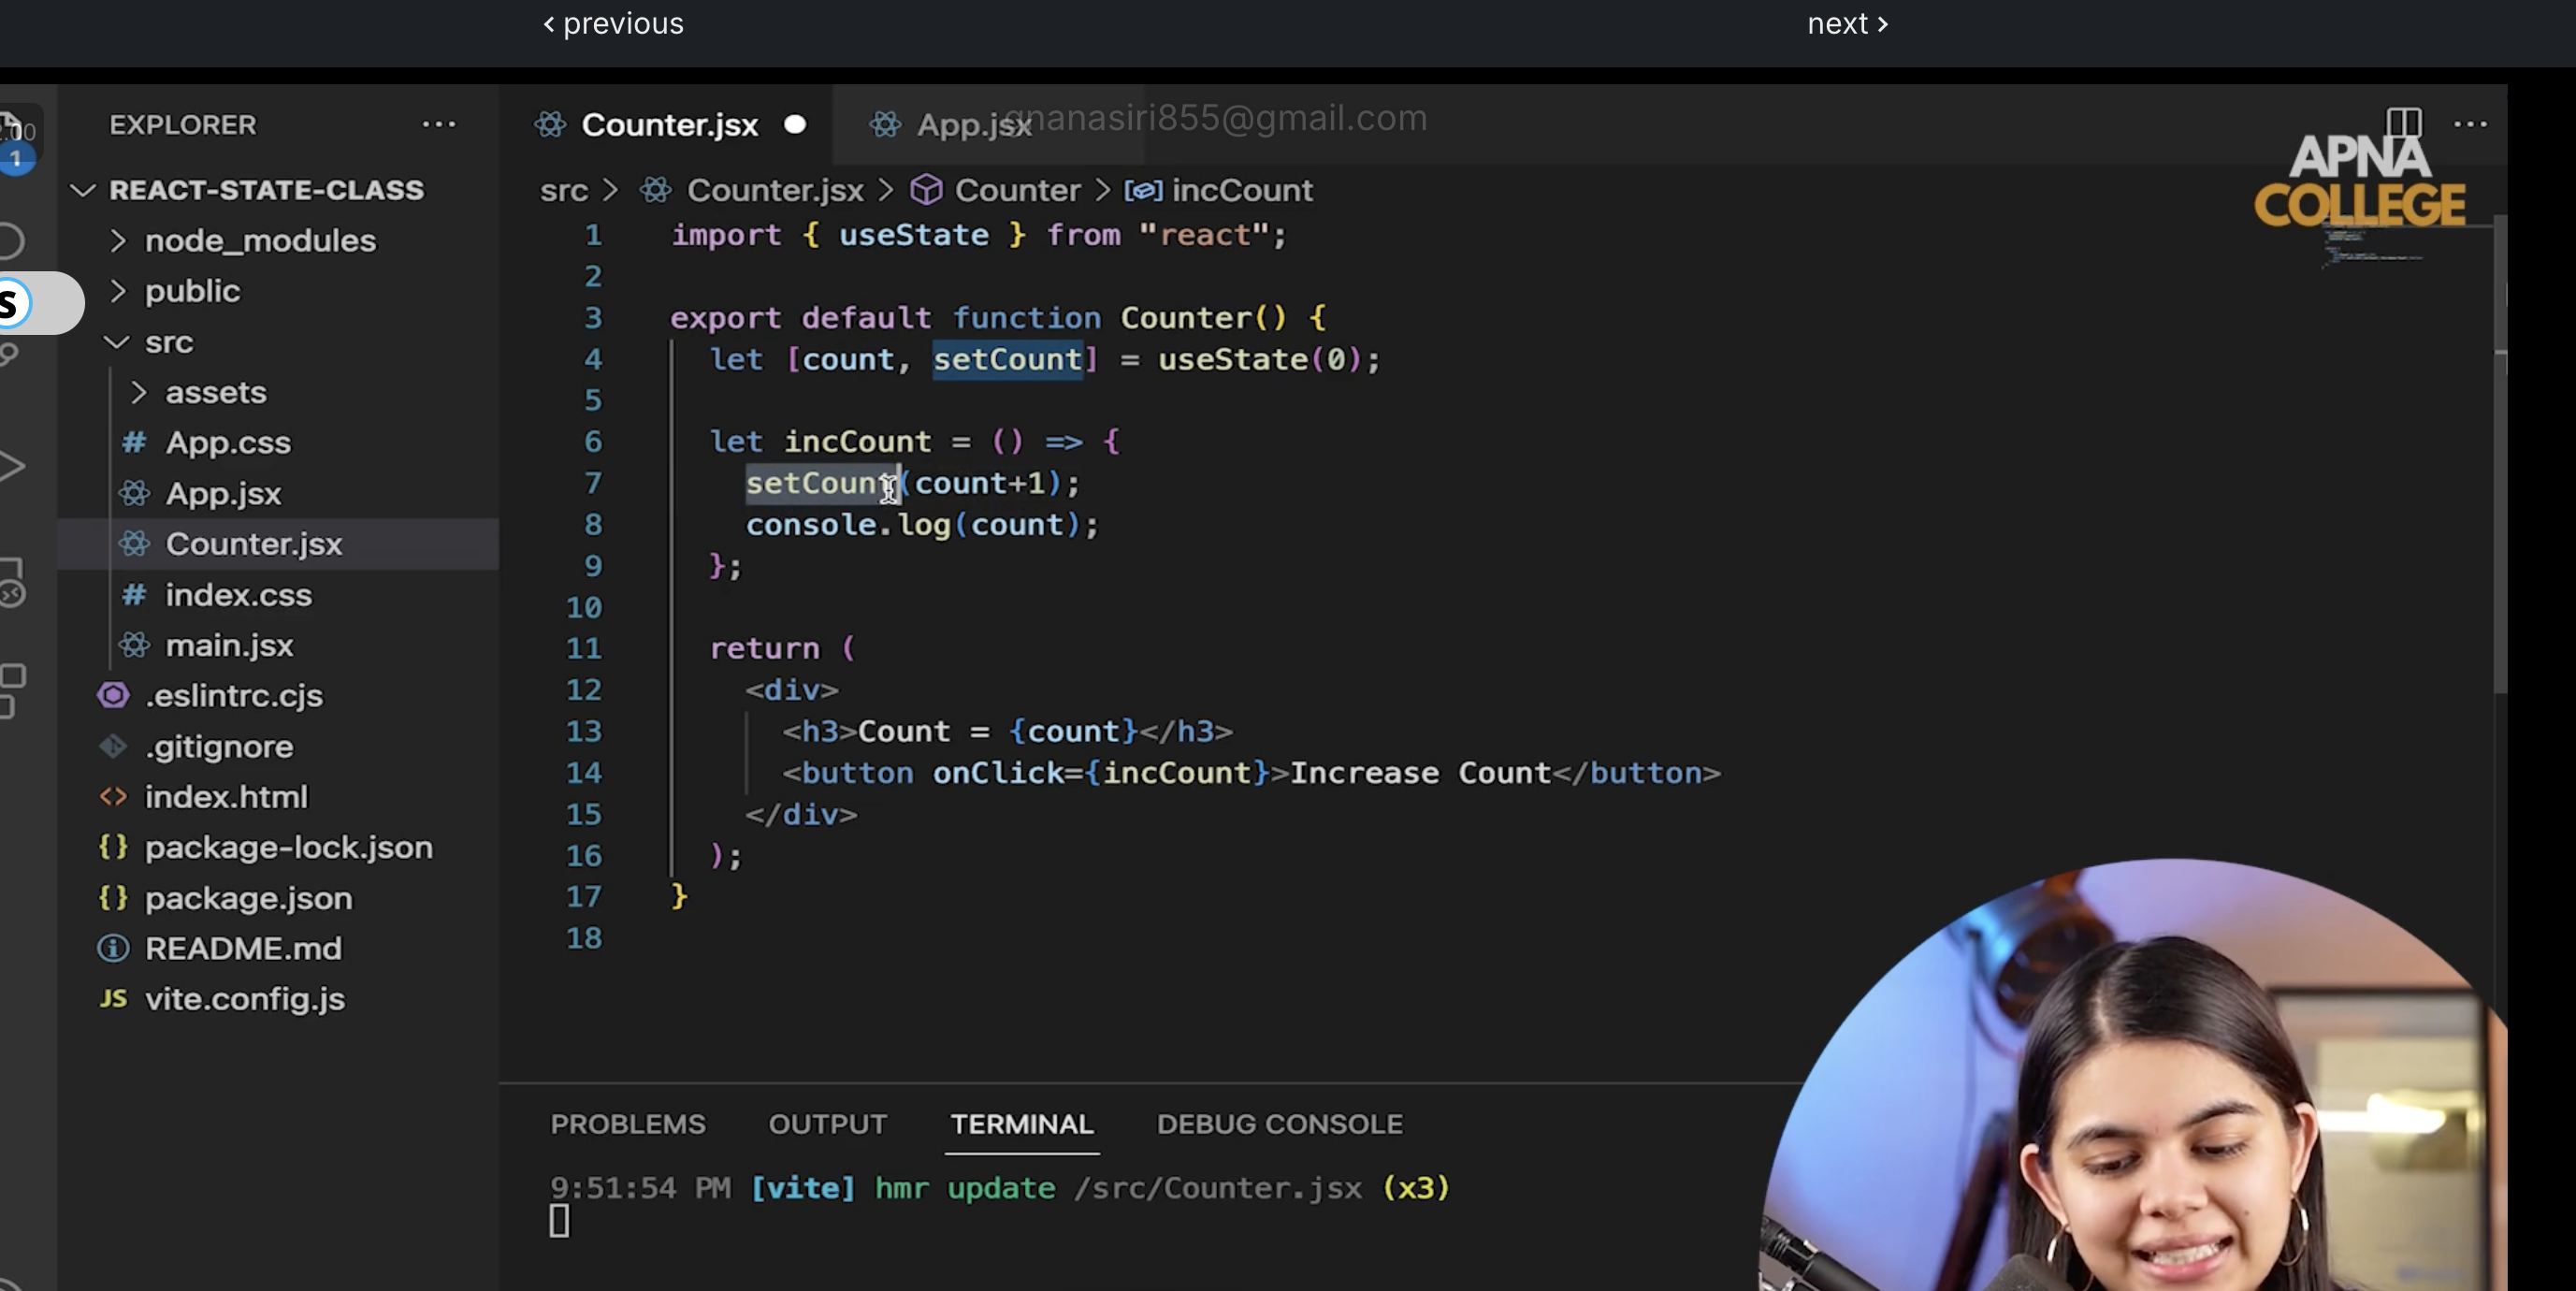 ‹ previous
next ›
EXPLORER
Counter.jsx
App.jsx
gnanasiri855@gmail.com
APNA
COLLEGE
1
S
REACT-STATE-CLASS
node_modules
public
src
assets
# App.css
App.jsx
Counter.jsx
# index.css
main.jsx
.eslintrc.cjs
.gitignore
<> index.html
{} package-lock.json
{} package.json
README.md
JS vite.config.js
src > Counter.jsx > Counter > incCount
1 import { useState } from "react";
2
3 export default function Counter() {
4 let [count, setCount] = useState(0);
5
6 let incCount = () => {
7 setCount(count+1);
8 console.log(count);
9 };
10
11 return (
12 <div>
13 <h3>Count = {count}</h3>
14 <button onClick={incCount}>Increase Count</button>
15 </div>
16 );
17 }
18
PROBLEMS OUTPUT TERMINAL DEBUG CONSOLE
9:51:54 PM [vite] hmr update /src/Counter.jsx (x3)